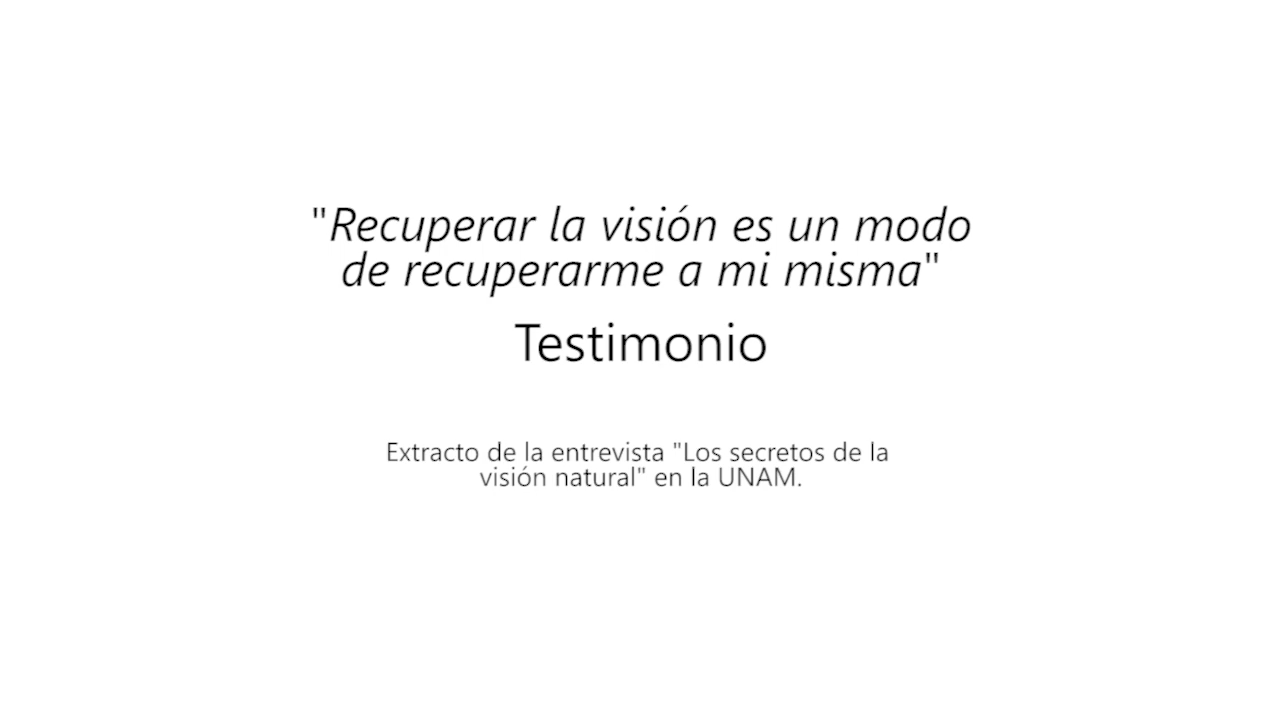 "Recuperar la visión es un modo
de recuperarme a mi misma"
Testimonio
Extracto de la entrevista "Los secretos de la
visión natural" en la UNAM.